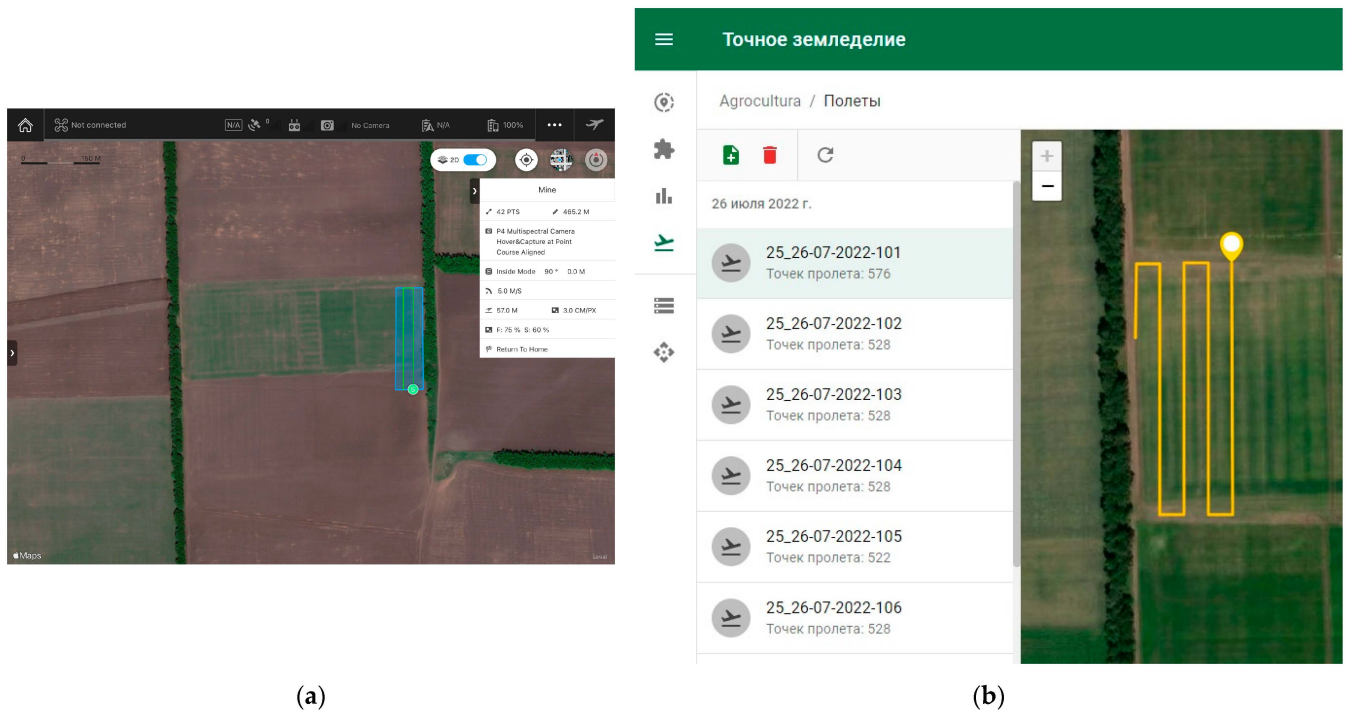 Not connected
N/A
0
No Camera
N/A
100%
0 150 M
2D
Mine
42 PTS 465.2 M
P4 Multispectral Camera
Hover&Capture at Point
Course Aligned
Inside Mode 90 ° 0.0 M
5.0 M/S
57.0 M 3.0 CM/PX
F: 75 % S: 60 %
Return To Home
S
Maps
Legal
(a)
Точное земледелие
Agrocultura / Полеты
26 июля 2022 г.
25_26-07-2022-101
Точек пролета: 576
25_26-07-2022-102
Точек пролета: 528
25_26-07-2022-103
Точек пролета: 528
25_26-07-2022-104
Точек пролета: 528
25_26-07-2022-105
Точек пролета: 522
25_26-07-2022-106
Точек пролета: 528
+
−
(b)